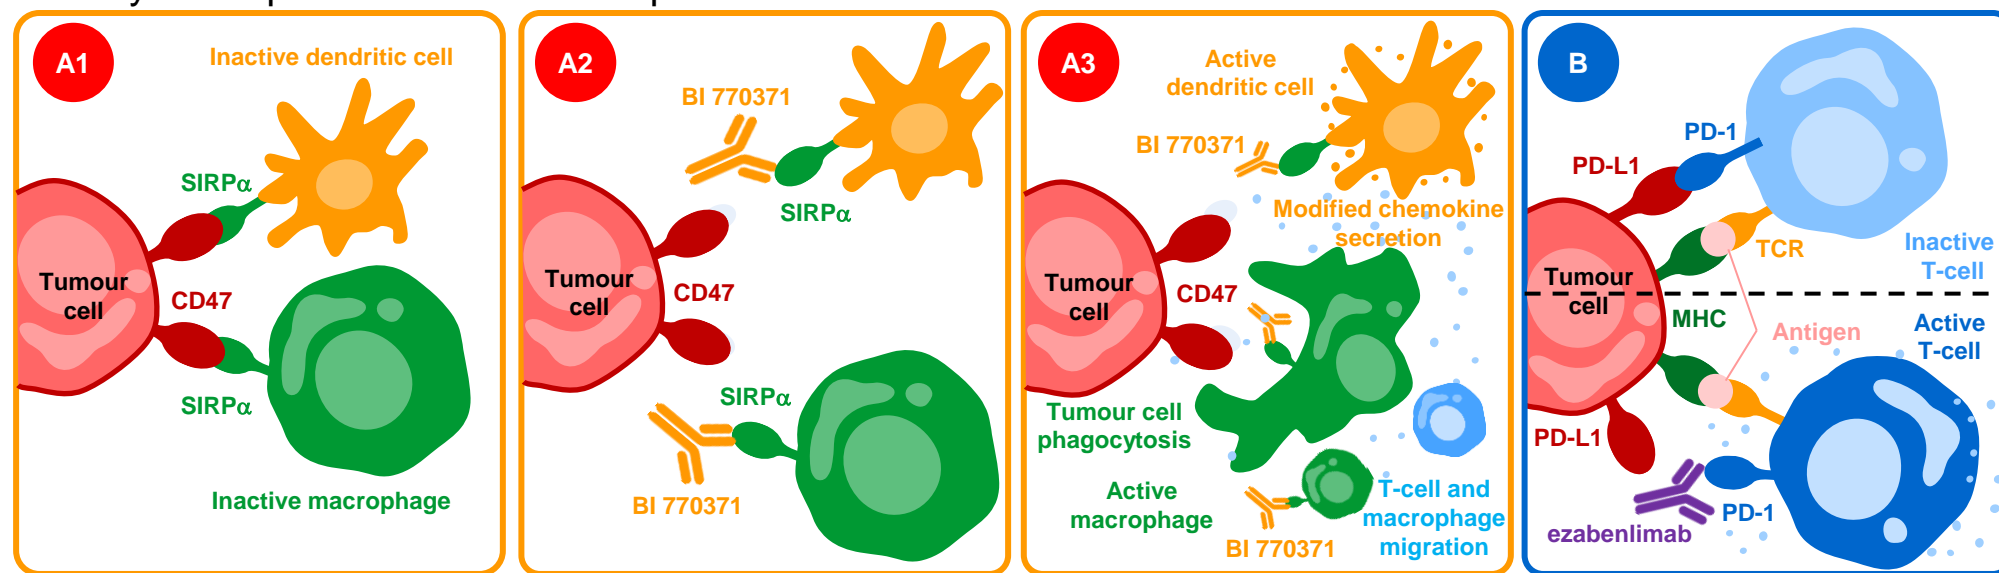 A1
Inactive dendritic cell
SIRPα
Tumour
cell
CD47
SIRPα
Inactive macrophage
A2
BI 770371
SIRPα
Tumour
cell
CD47
SIRPα
BI 770371
A3
Active
dendritic cell
BI 770371
Modified chemokine
secretion
Tumour
cell
CD47
Tumour cell
phagocytosis
Active
macrophage
T-cell and
macrophage
migration
BI 770371
B
PD-1
PD-L1
TCR
Inactive
T-cell
Tumour
cell
MHC
Antigen
Active
T-cell
PD-L1
PD-1
ezabenlimab